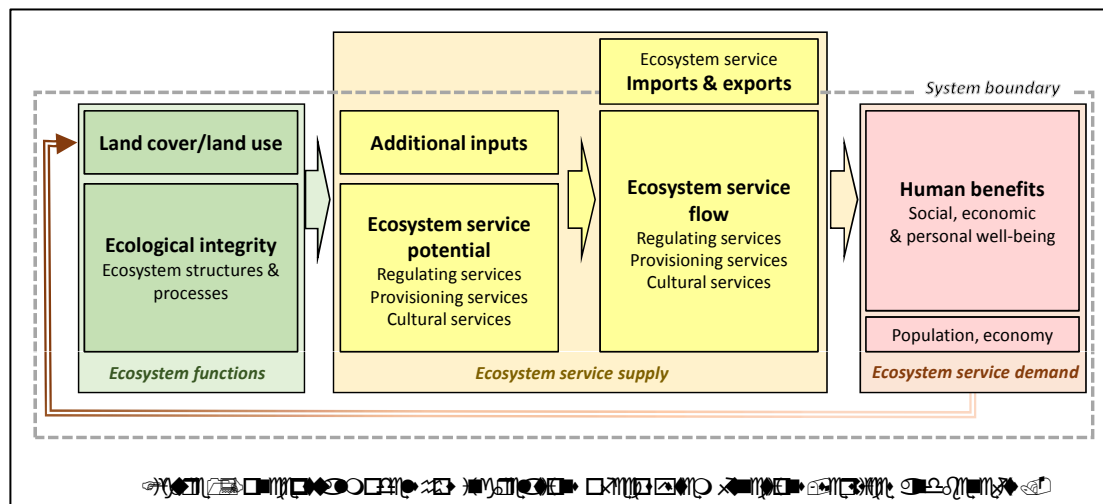 Ecosystem service
Imports & exports
System boundary
Land cover/land use
Ecological integrity
Ecosystem structures &
processes
Ecosystem functions
Additional inputs
Ecosystem service
potential
Regulating services
Provisioning services
Cultural services
Ecosystem service
flow
Regulating services
Provisioning services
Cultural services
Ecosystem service supply
Human benefits
Social, economic
& personal well-being
Population, economy
Ecosystem service demand